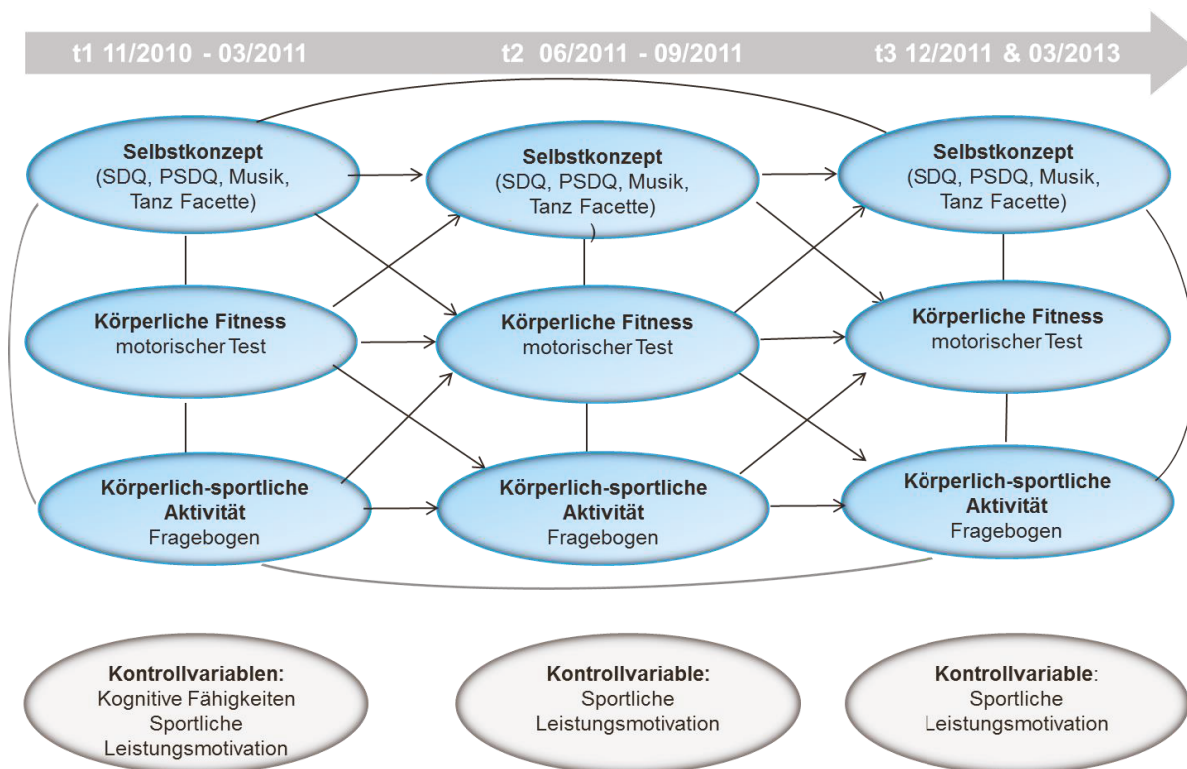 t1 11/2010 - 03/2011
t2 06/2011 - 09/2011
t3 12/2011 & 03/2013
Selbstkonzept
(SDQ, PSDQ, Musik,
Tanz Facette)
Selbstkonzept
(SDQ, PSDQ, Musik,
Tanz Facette)
)
Selbstkonzept
(SDQ, PSDQ, Musik,
Tanz Facette)
Körperliche Fitness
motorischer Test
Körperliche Fitness
motorischer Test
Körperliche Fitness
motorischer Test
Körperlich-sportliche
Aktivität
Fragebogen
Körperlich-sportliche
Aktivität
Fragebogen
Körperlich-sportliche
Aktivität
Fragebogen
Kontrollvariablen:
Kognitive Fähigkeiten
Sportliche
Leistungsmotivation
Kontrollvariable:
Sportliche
Leistungsmotivation
Kontrollvariable:
Sportliche
Leistungsmotivation